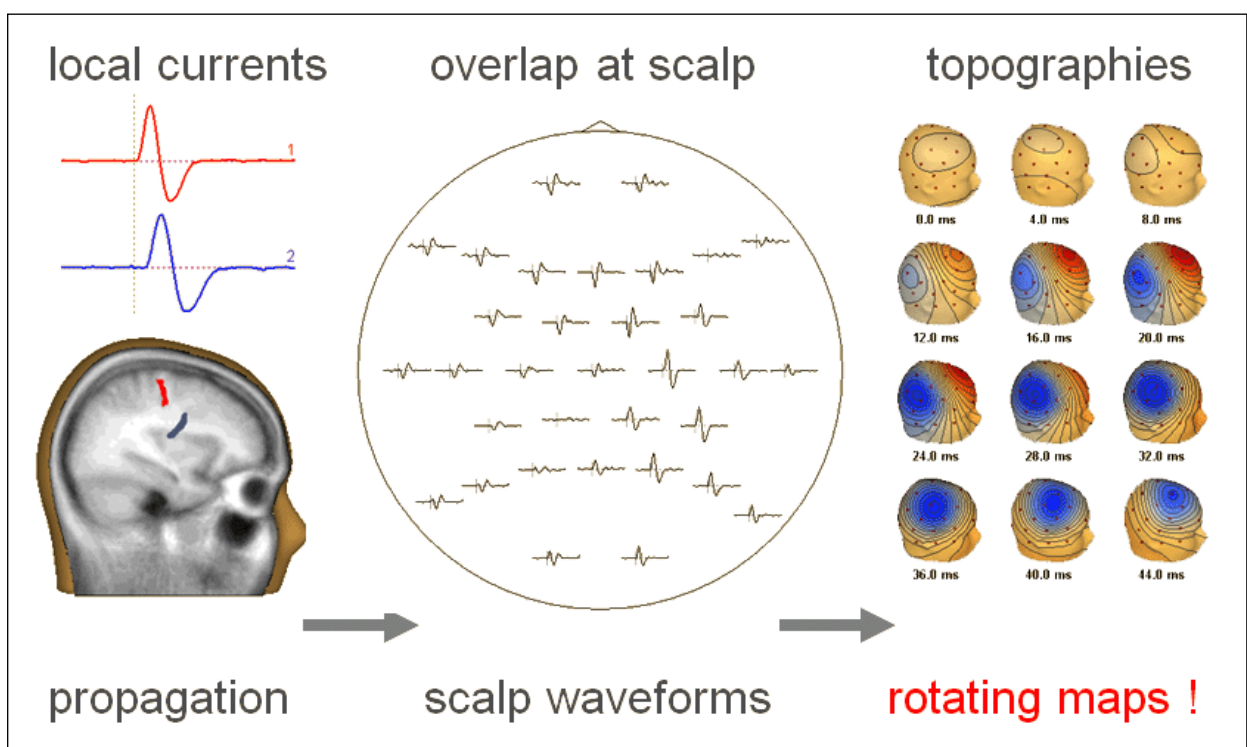 local currents
overlap at scalp
topographies
1
2
0.0 ms
4.0 ms
8.0 ms
12.0 ms
16.0 ms
20.0 ms
24.0 ms
28.0 ms
32.0 ms
36.0 ms
40.0 ms
44.0 ms
propagation
scalp waveforms
rotating maps !